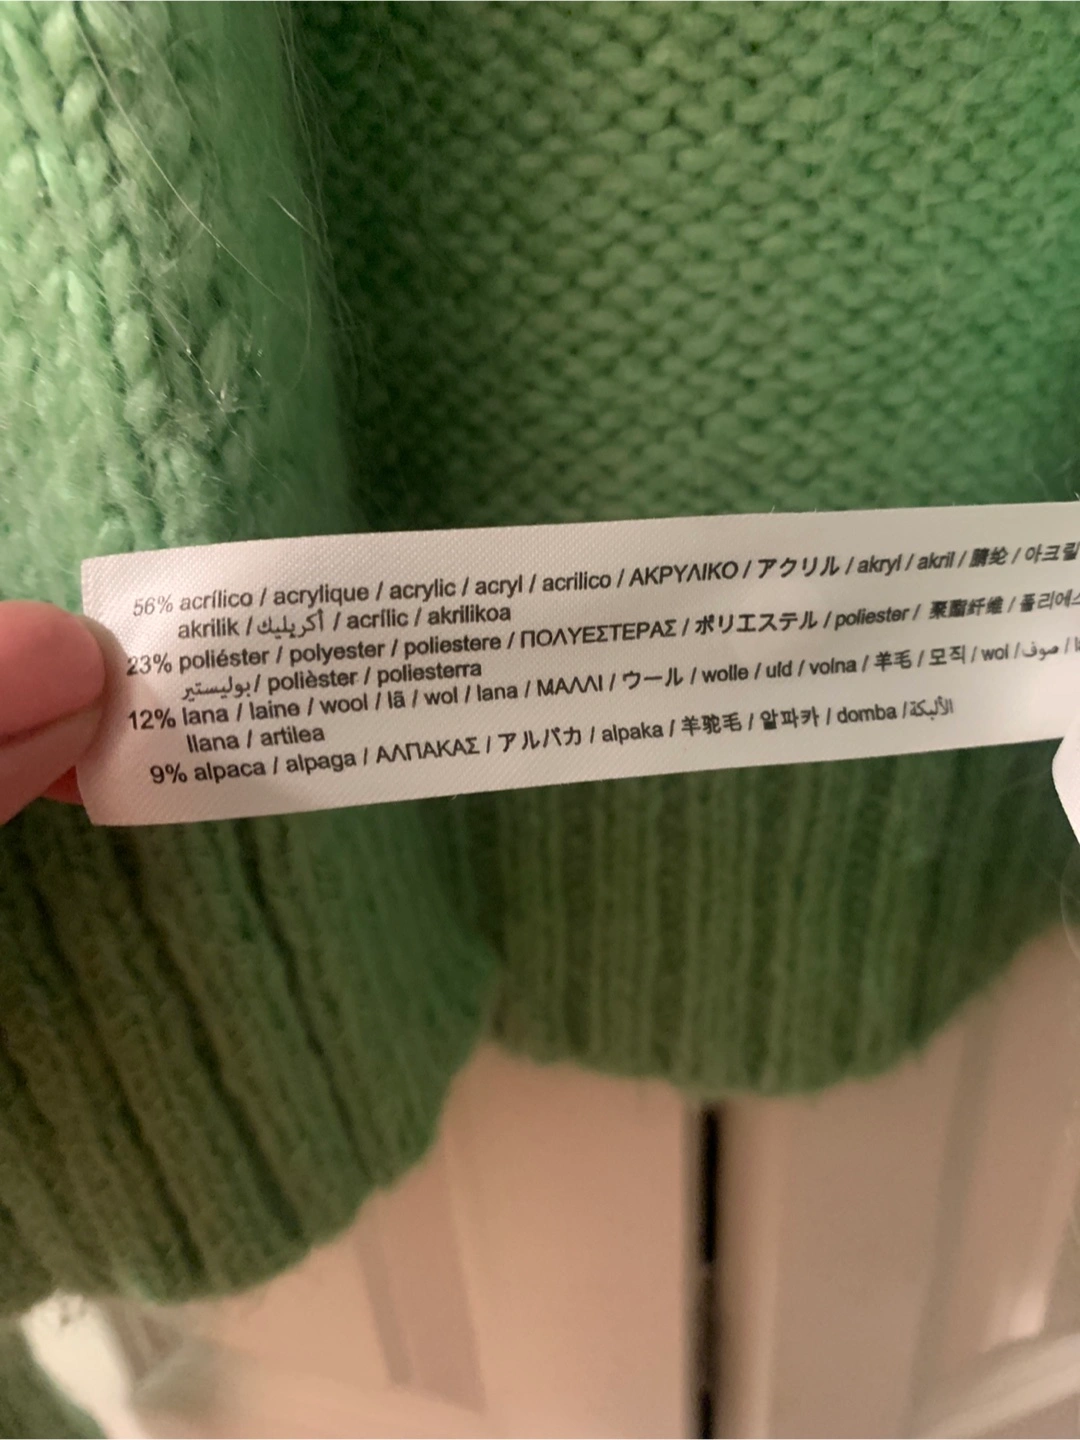 56% acrílico / acrylique / acrylic / acryl / acrilico / ΑΚΡΥΛΙΚΟ / アクリル / akryl / akril / 腈纶 / 아크릴
akrilik / أكريليك / acrílic / akrilikoa
23% poliéster / polyester / poliestere / ΠΟΛΥΕΣΤΕΡΑΣ / ポリエステル / poliester / 聚酯纤维 / 폴리에스
بوليستير / polièster / poliesterra
12% lana / laine / wool / lã / wol / lana / ΜΑΛΛΙ / ウール / wolle / uld / volna / 羊毛 / 모직 / wol / صوف /
llana / artilea
9% alpaca / alpaga / ΑΛΠΑΚΑΣ / アルパカ / alpaka / 羊驼毛 / 알파카 / domba / الألبكة